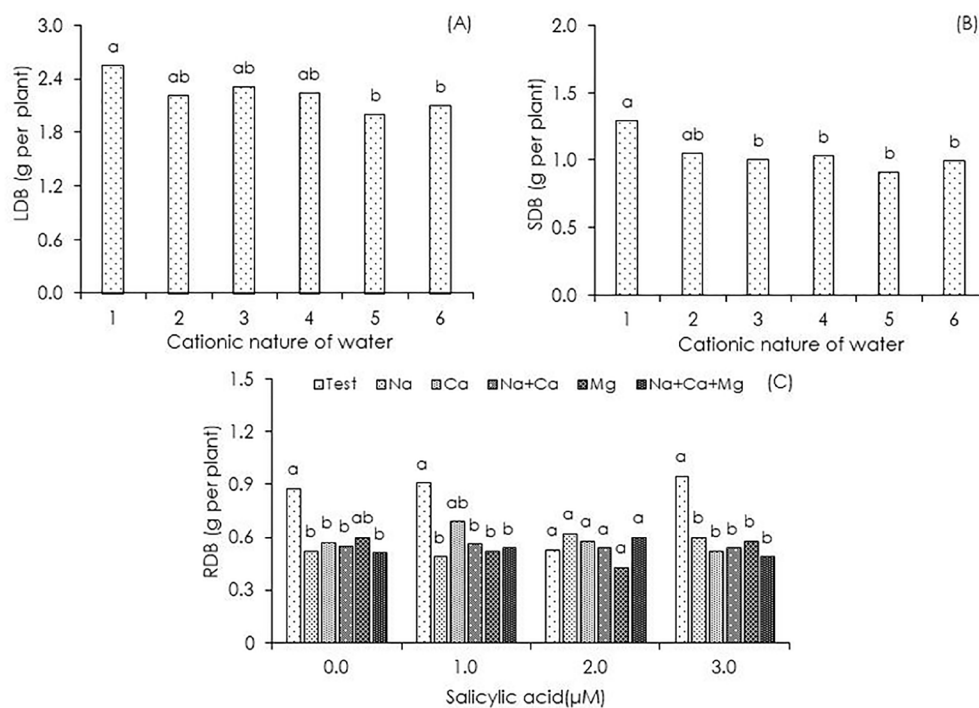 (A)
3.0
2.4
1.8
1.2
0.6
0.0
LDB (g per plant)
a
ab
ab
ab
b
b
1 2 3 4 5 6
Cationic nature of water
(B)
2.0
1.5
1.0
0.5
0.0
SDB (g per plant)
a
ab
b
b
b
b
1 2 3 4 5 6
Cationic nature of water
(C)
Test Na Ca Na+Ca Mg Na+Ca+Mg
1.5
1.2
0.9
0.6
0.3
0
RDB (g per plant)
a b b b ab b
a b ab b b b
a a a a a a
a b b b b b
0.0 1.0 2.0 3.0
Salicylic acid(µM)